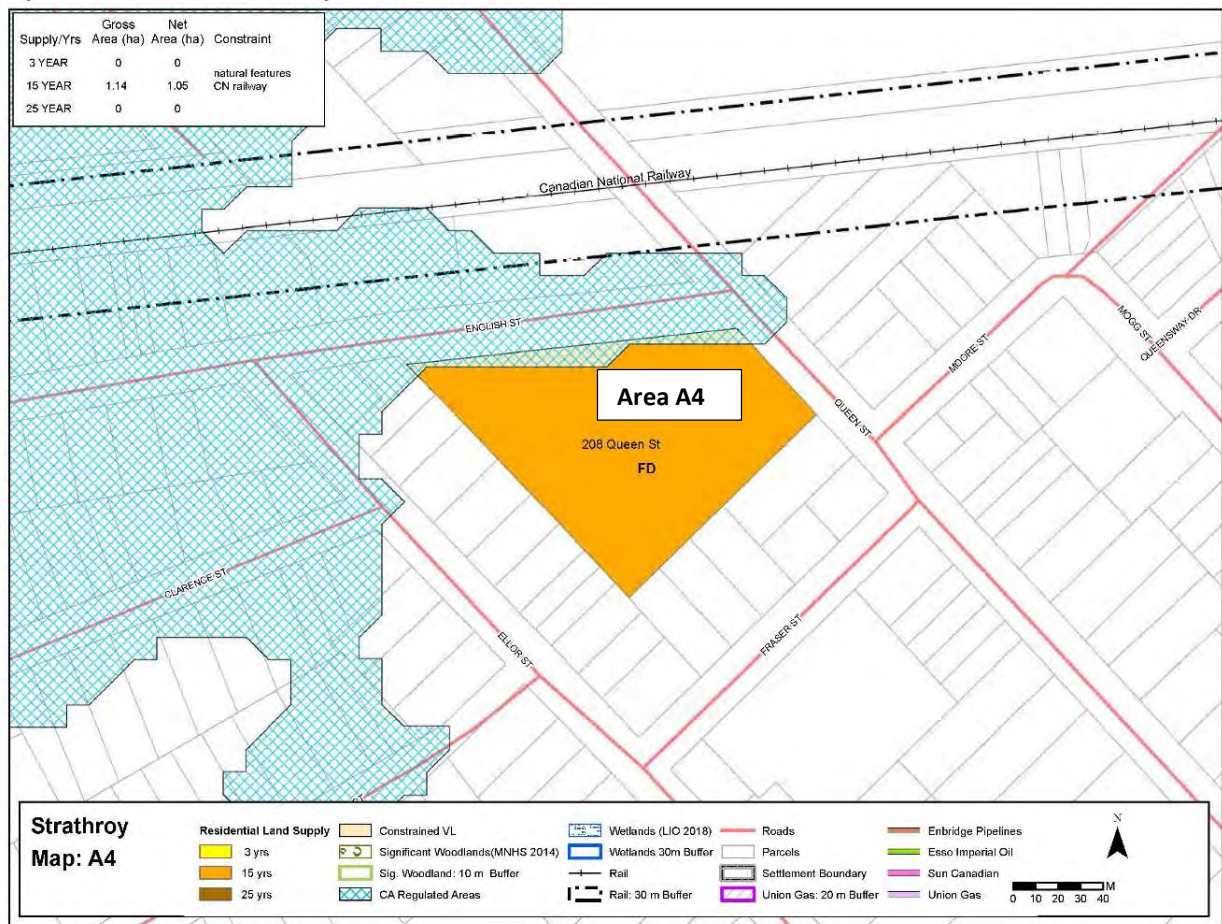 Gross Net
Supply/Yrs Area (ha) Area (ha) Constraint
3 YEAR 0 0
15 YEAR 1.14 1.05 natural features
CN railway
25 YEAR 0 0
Canadian National Railway
ENGLISH ST
MOGG ST
QUEENSWAY DR
MOORE ST
QUEEN ST
Area A4
208 Queen St
FD
CLARENCE ST
ELLOR ST
FRASER ST
Strathroy
Map: A4
Residential Land Supply
3 yrs
15 yrs
25 yrs
Constrained VL
Significant Woodlands(MNHS 2014)
Sig. Woodland: 10 m Buffer
CA Regulated Areas
Wetlands (LIO 2018)
Wetlands 30m Buffer
Rail
Rail: 30 m Buffer
Roads
Parcels
Settlement Boundary
Union Gas: 20 m Buffer
Enbridge Pipelines
Esso Imperial Oil
Sun Canadian
Union Gas
N
M
0 10 20 30 40